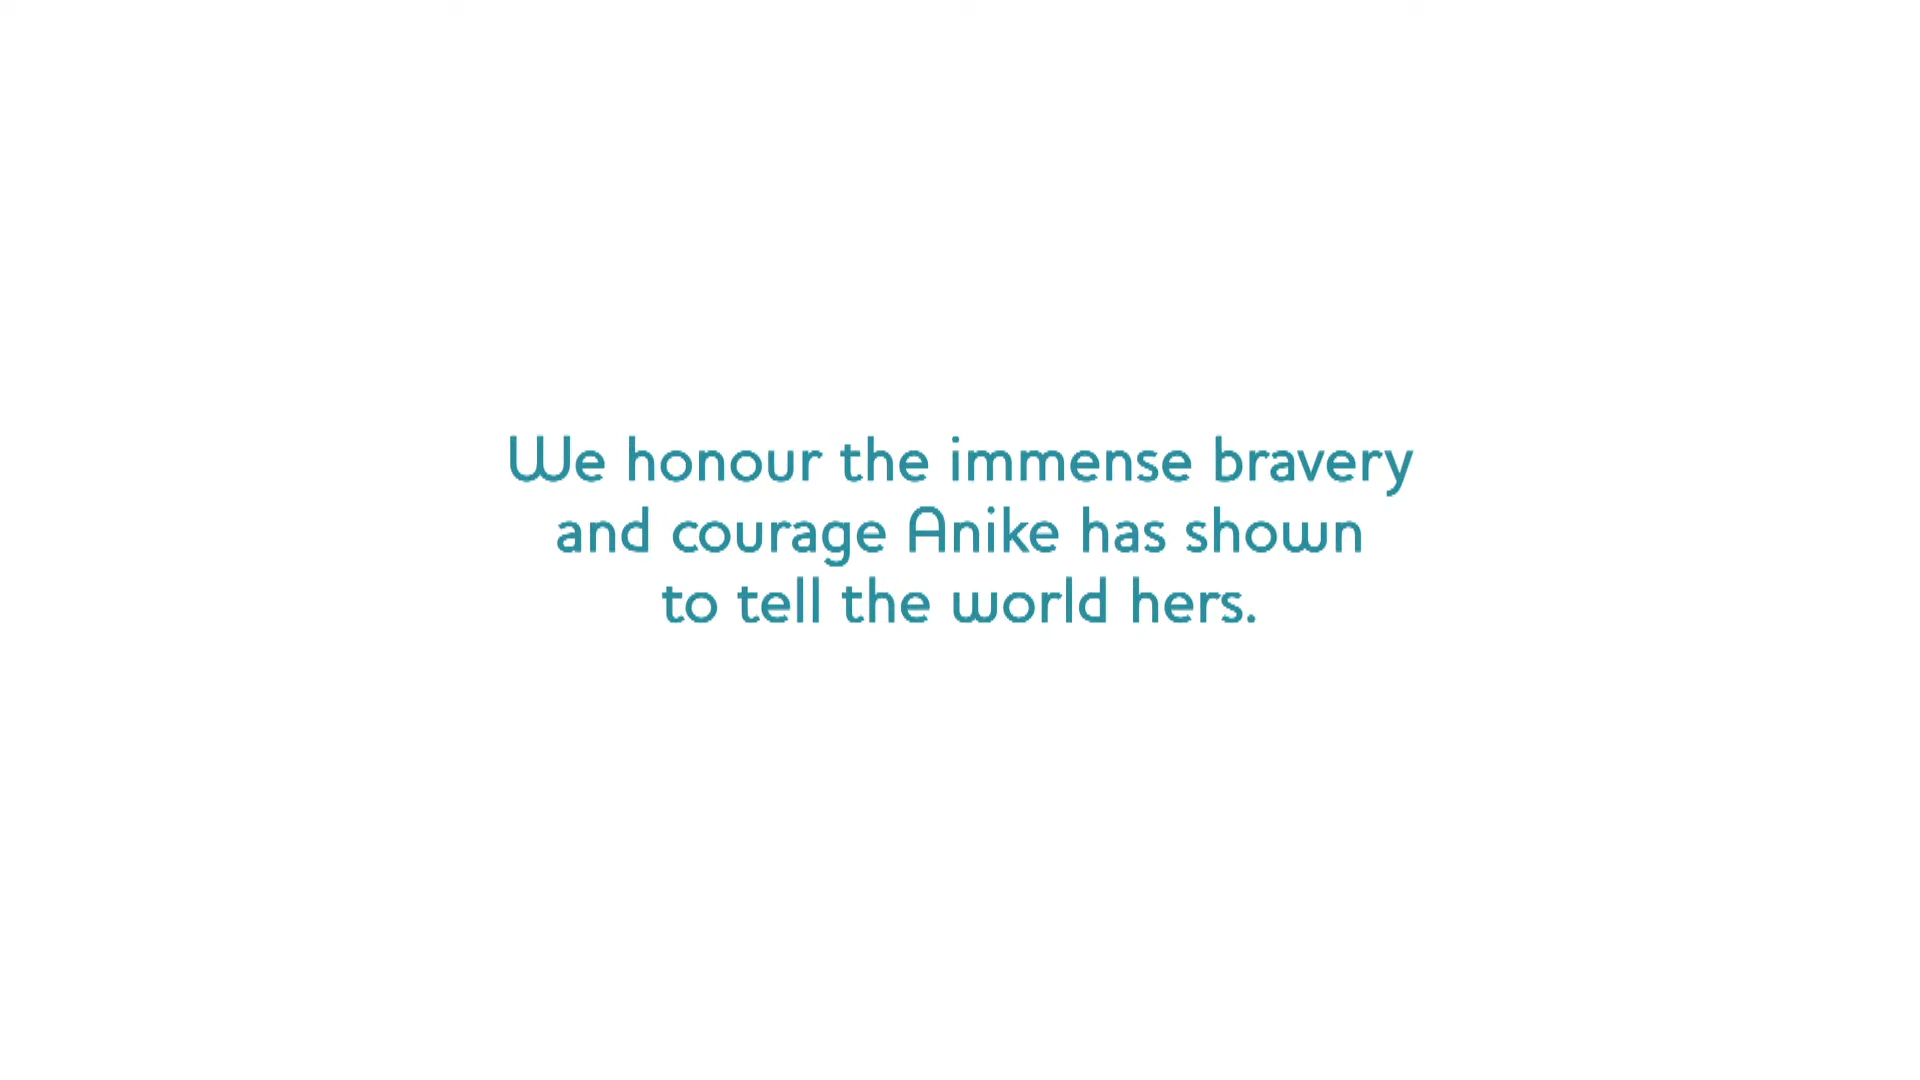 We honour the immense bravery
and courage Anike has shown
to tell the world hers.